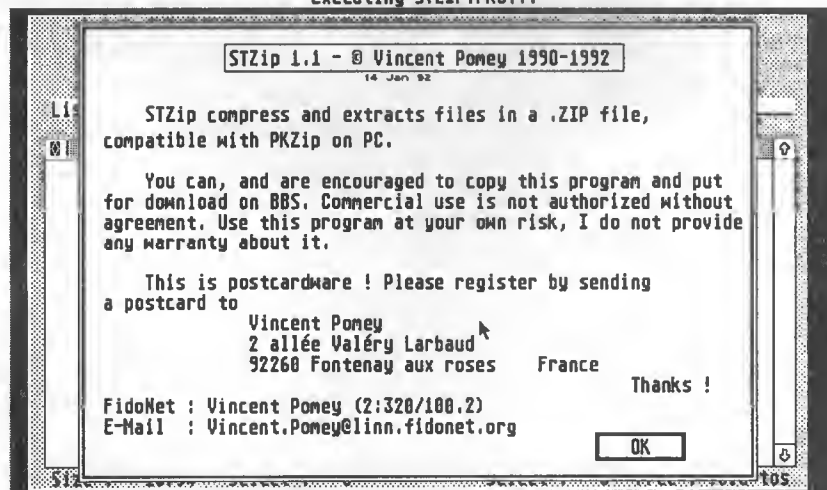 STZip 1.1 - © Vincent Pomey 1990-1992
14 Jan 92
STZip compress and extracts files in a .ZIP file,
compatible with PKZip on PC.
You can, and are encouraged to copy this program and put
for download on BBS. Commercial use is not authorized without
agreement. Use this program at your own risk, I do not provide
any warranty about it.
This is postcardware ! Please register by sending
a postcard to
Vincent Pomey
2 allée Valéry Larbaud
92260 Fontenay aux roses France
Thanks !
FidoNet : Vincent Pomey (2:320/100.2)
E-Mail : Vincent.Pomey@linn.fidonet.org
OK